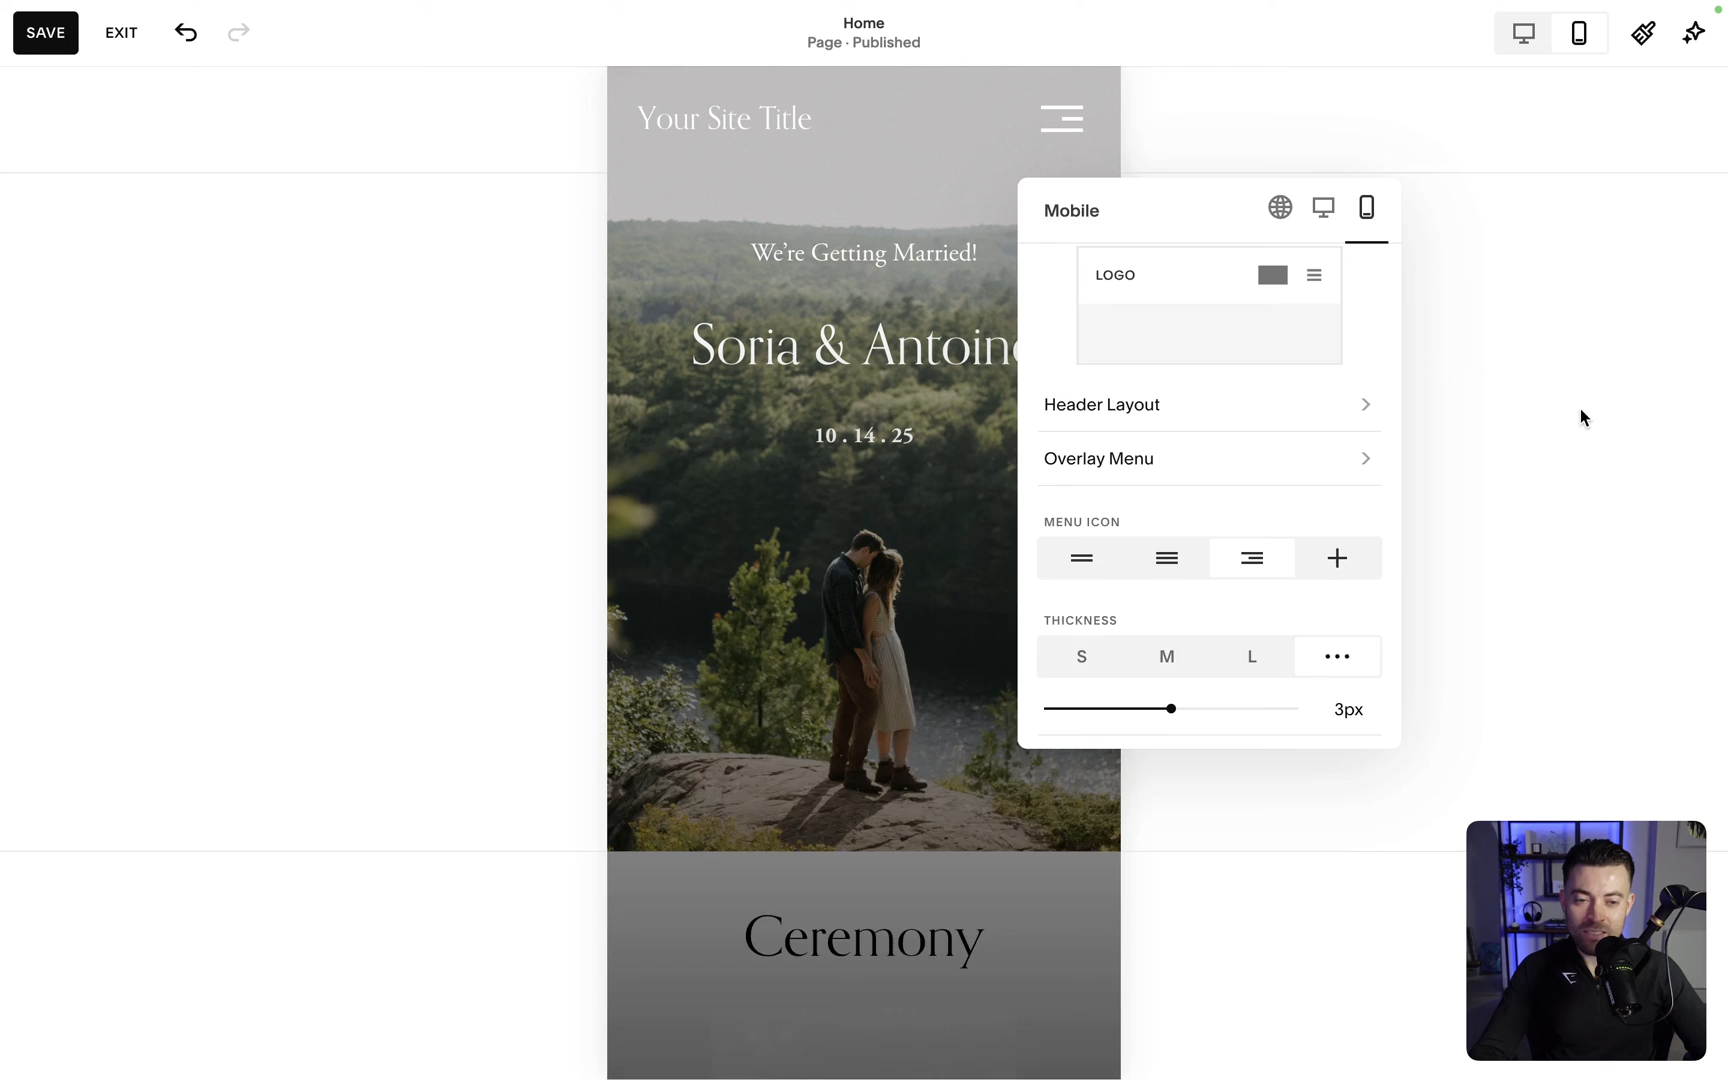 SAVE
EXIT
Home
Page · Published
Your Site Title
We're Getting Married!
Soria & Antoin
10 . 14 . 25
Ceremony
Mobile
LOGO
Header Layout
Overlay Menu
MENU ICON
THICKNESS
S M L
3px